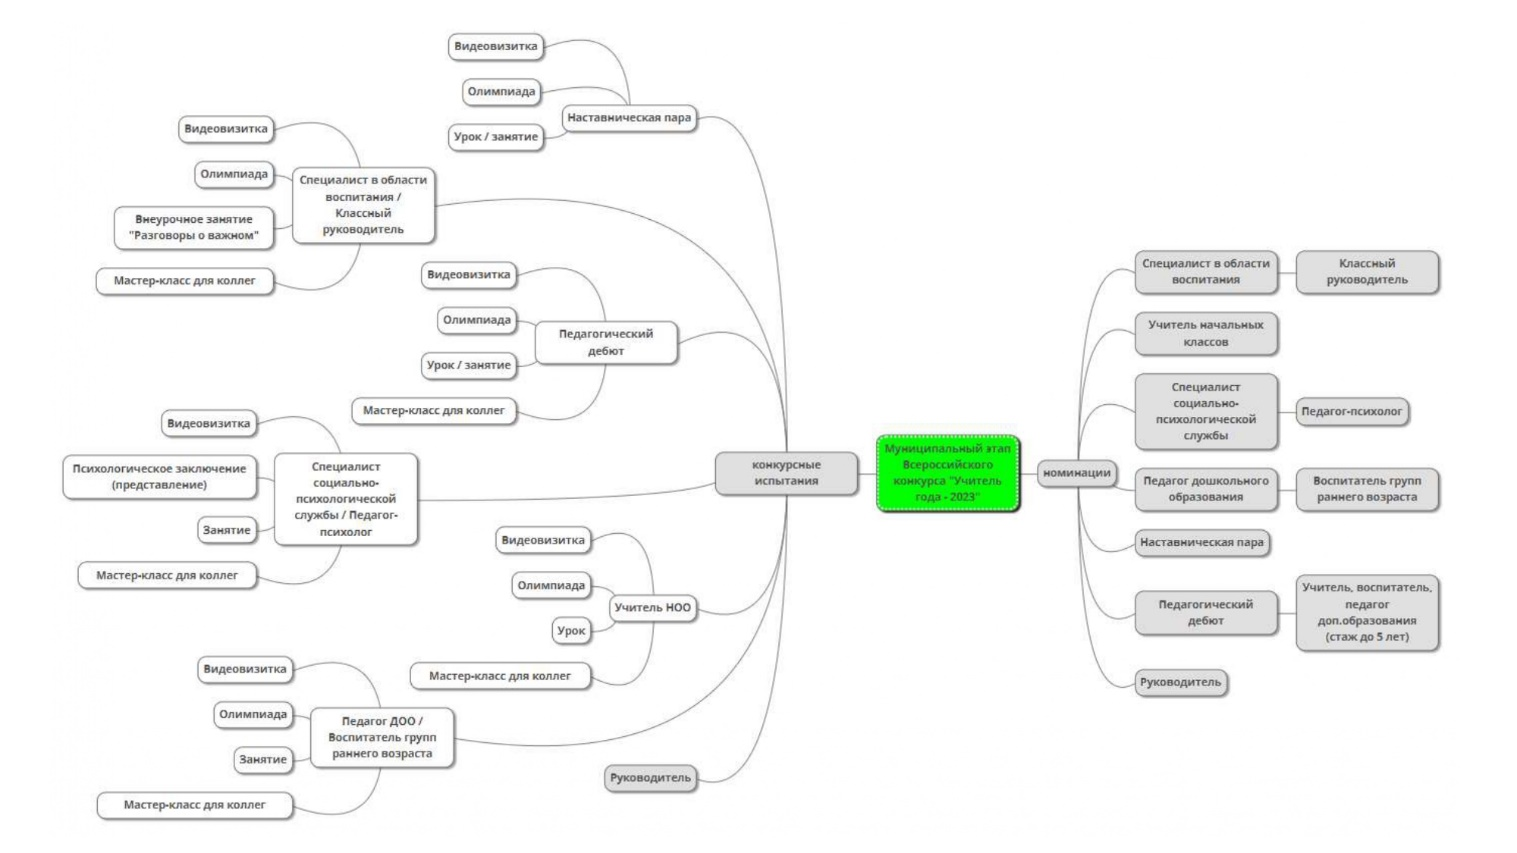 Видеовизитка
Олимпиада
Урок / занятие
Наставническая пара
Видеовизитка
Олимпиада
Внеурочное занятие
"Разговоры о важном"
Мастер-класс для коллег
Специалист в области
воспитания /
Классный
руководитель
Видеовизитка
Олимпиада
Урок / занятие
Мастер-класс для коллег
Педагогический
дебют
Видеовизитка
Психологическое заключение
(представление)
Занятие
Мастер-класс для коллег
Специалист
социально-
психологической
службы / Педагог-
психолог
Видеовизитка
Олимпиада
Урок
Мастер-класс для коллег
Учитель НОО
Видеовизитка
Олимпиада
Занятие
Мастер-класс для коллег
Педагог ДОО /
Воспитатель групп
раннего возраста
Руководитель
конкурсные
испытания
Муниципальный этап
Всероссийского
конкурса "Учитель
года - 2023"
номинации
Специалист в области
воспитания
Классный
руководитель
Учитель начальных
классов
Специалист
социально-
психологической
службы
Педагог-психолог
Педагог дошкольного
образования
Воспитатель групп
раннего возраста
Наставническая пара
Педагогический
дебют
Учитель, воспитатель,
педагог
доп.образования
(стаж до 5 лет)
Руководитель